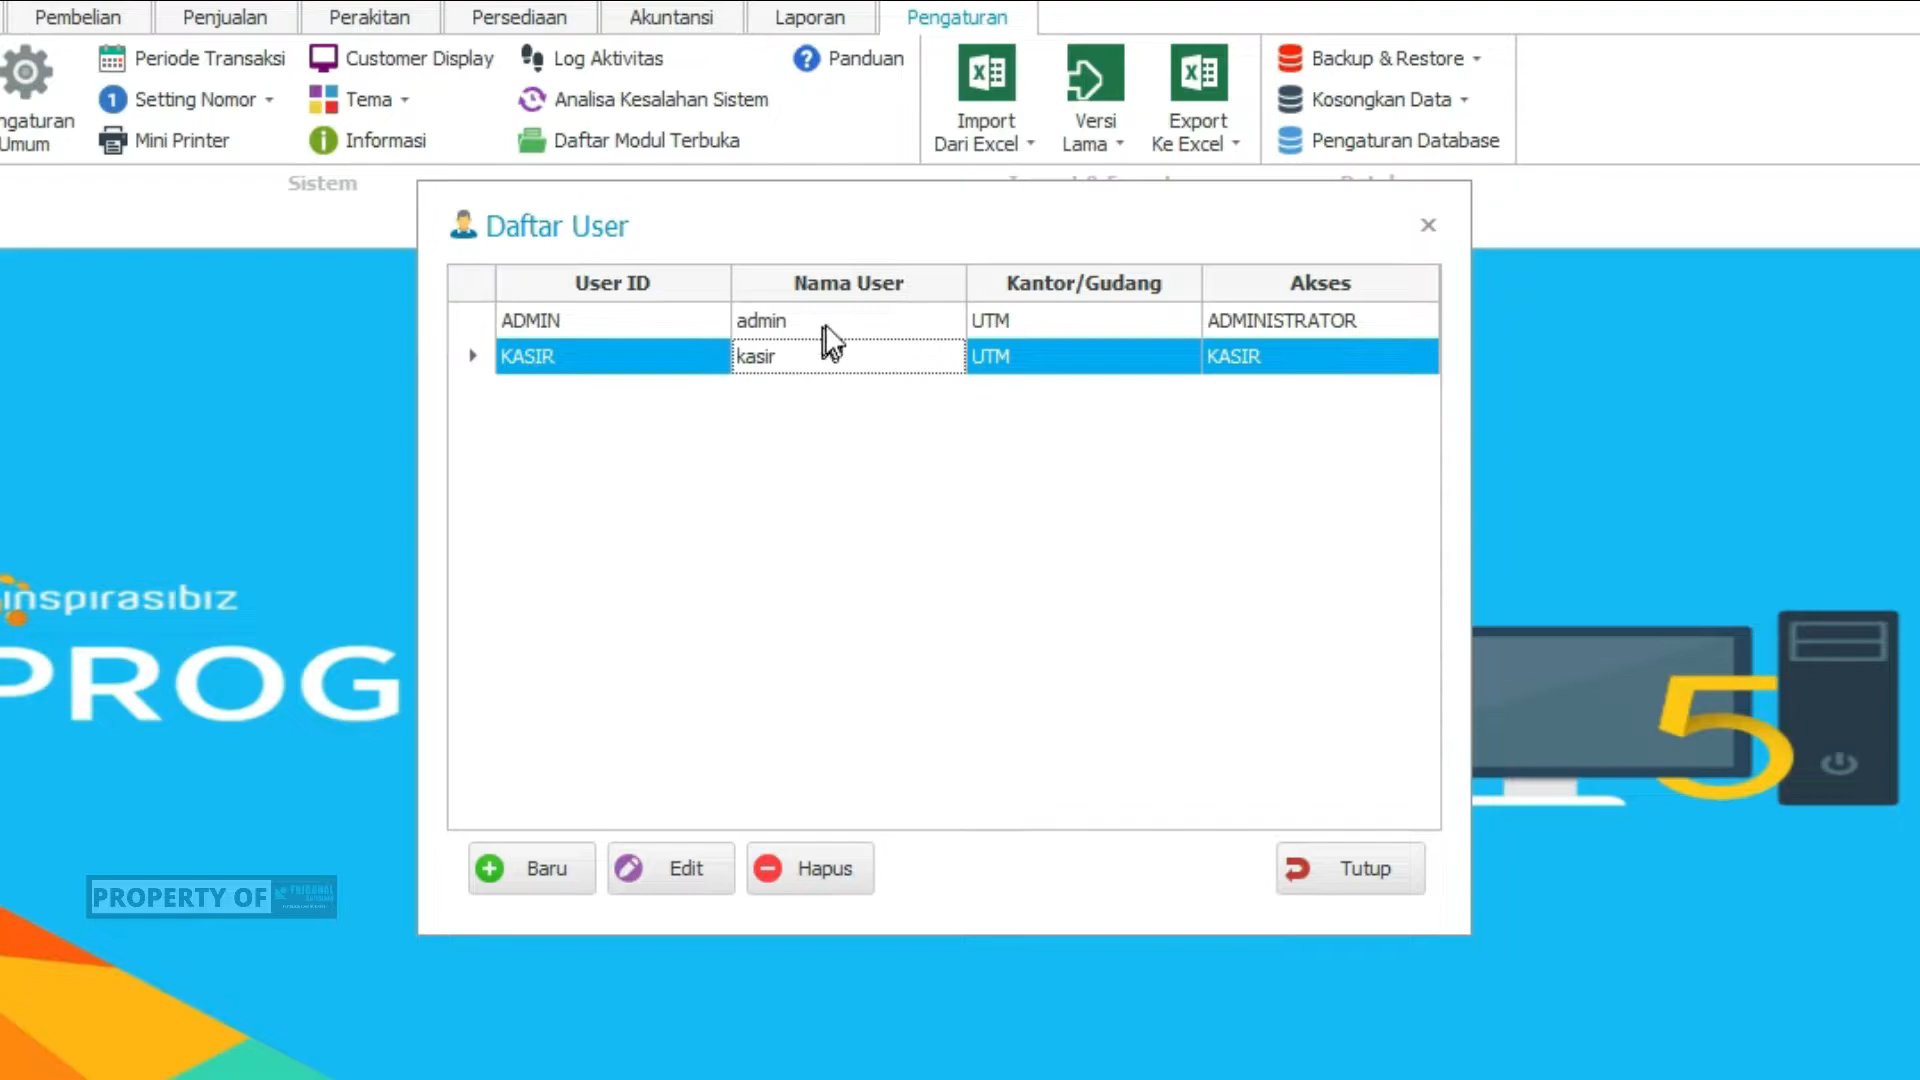 Pembelian Penjualan Perakitan Persediaan Akuntansi Laporan Pengaturan
Periode Transaksi Customer Display Log Aktivitas Panduan Backup & Restore
1 Setting Nomor Tema Analisa Kesalahan Sistem Kosongkan Data
ngaturan Umum Mini Printer Informasi Daftar Modul Terbuka Import Dari Excel Versi Lama Export Ke Excel Pengaturan Database
Sistem
Daftar User
User ID Nama User Kantor/Gudang Akses
ADMIN admin UTM ADMINISTRATOR
KASIR kasir UTM KASIR
inspirasibiz
PROG
5
Baru Edit Hapus Tutup
PROPERTY OF